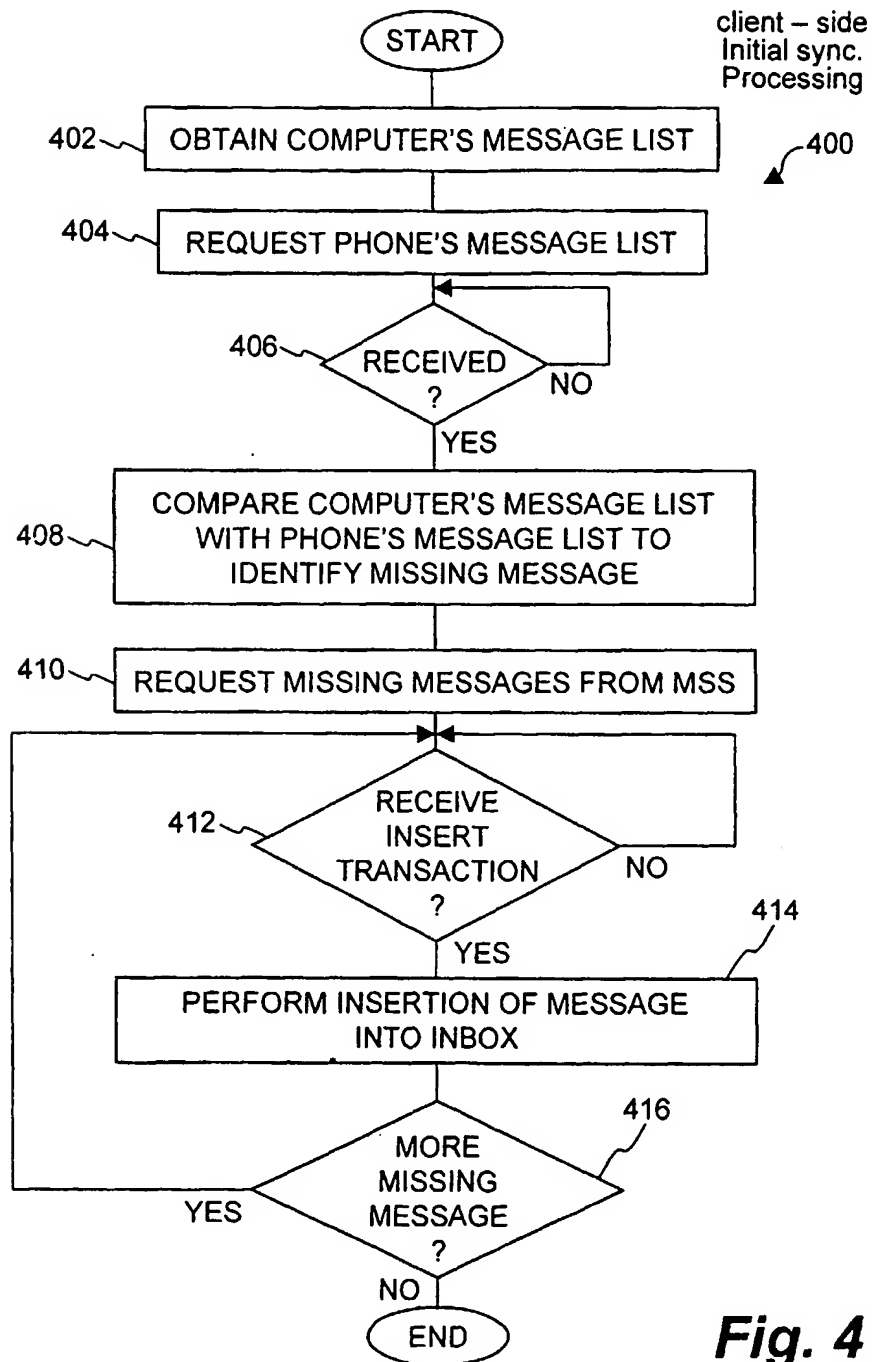 START
client – side
Initial sync.
Processing
400
402
OBTAIN COMPUTER'S MESSAGE LIST
404
REQUEST PHONE'S MESSAGE LIST
406
RECEIVED
?
NO
YES
408
COMPARE COMPUTER'S MESSAGE LIST
WITH PHONE'S MESSAGE LIST TO
IDENTIFY MISSING MESSAGE
410
REQUEST MISSING MESSAGES FROM MSS
412
RECEIVE
INSERT
TRANSACTION
?
NO
YES
414
PERFORM INSERTION OF MESSAGE
INTO INBOX
416
MORE
MISSING
MESSAGE
?
YES
NO
END
Fig. 4